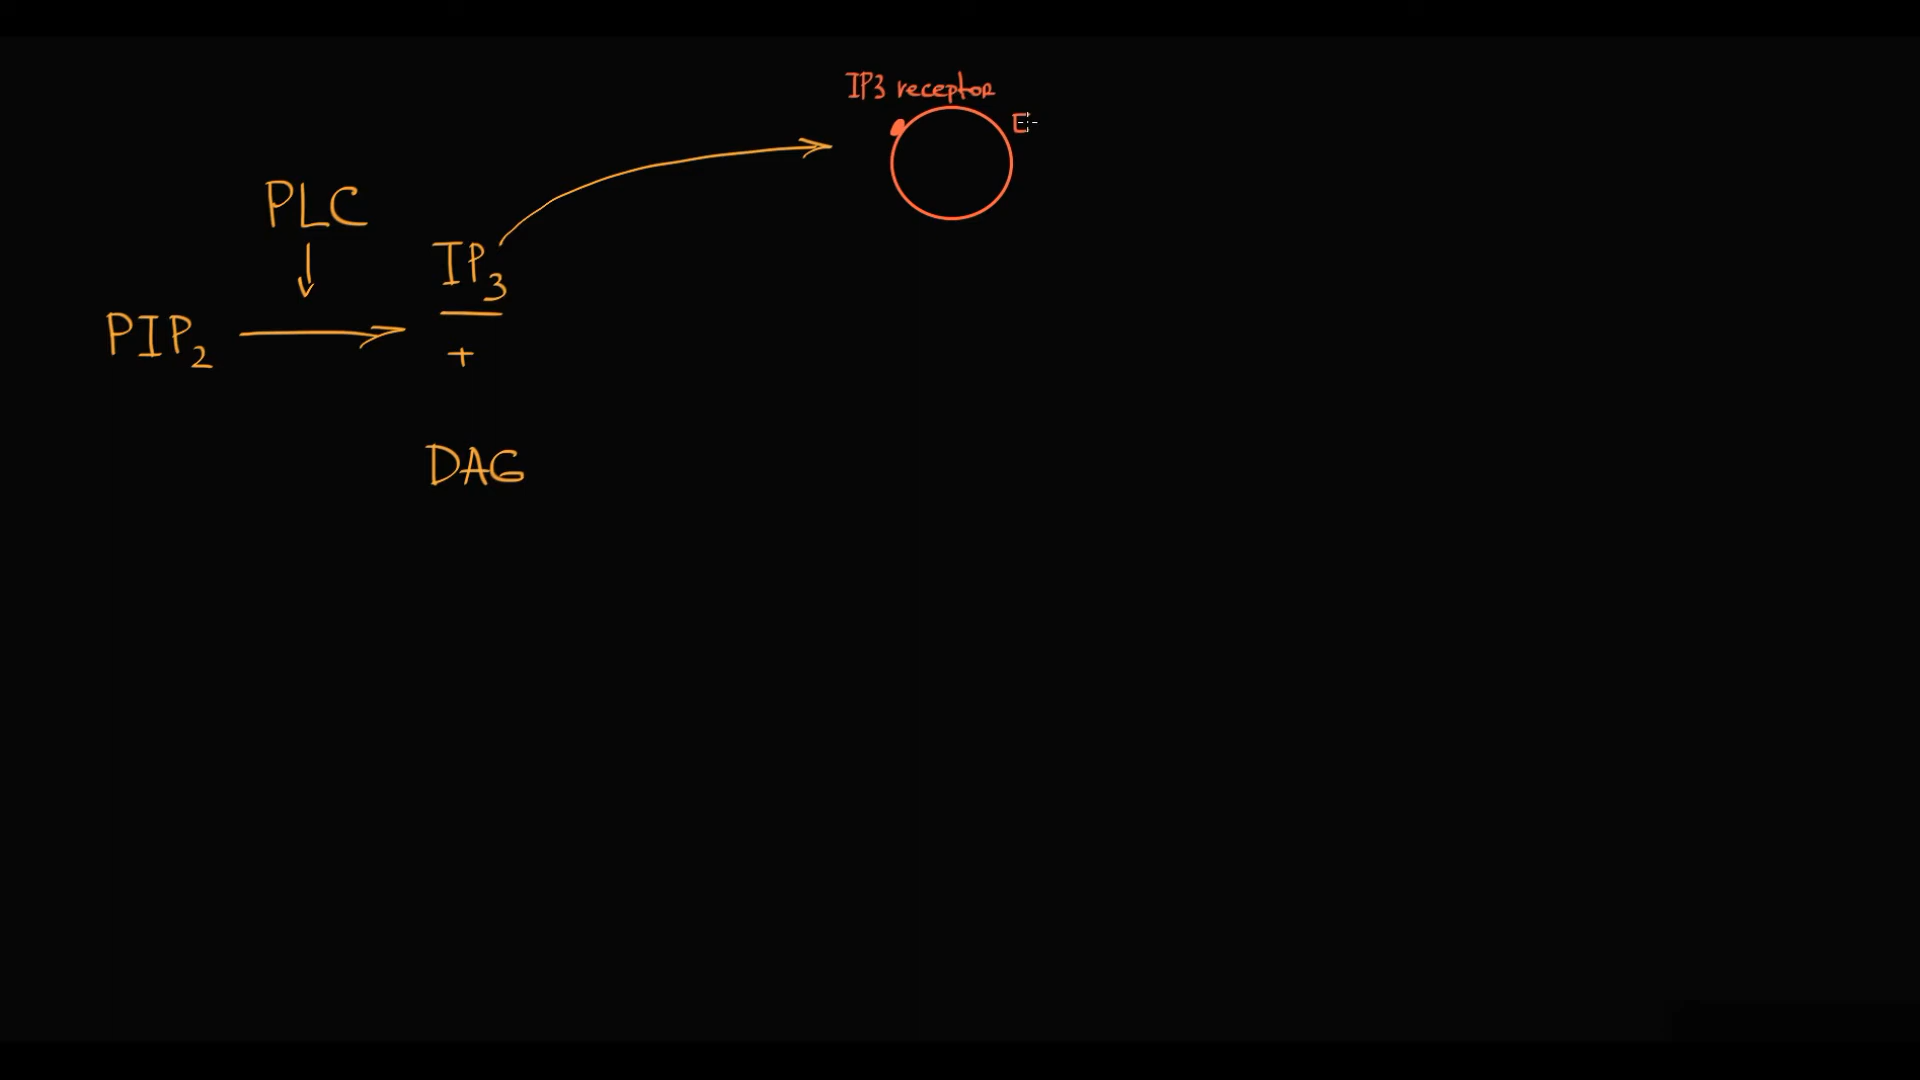 IP3 receptor
E
PLC
IP₃
PIP₂
+
DAG